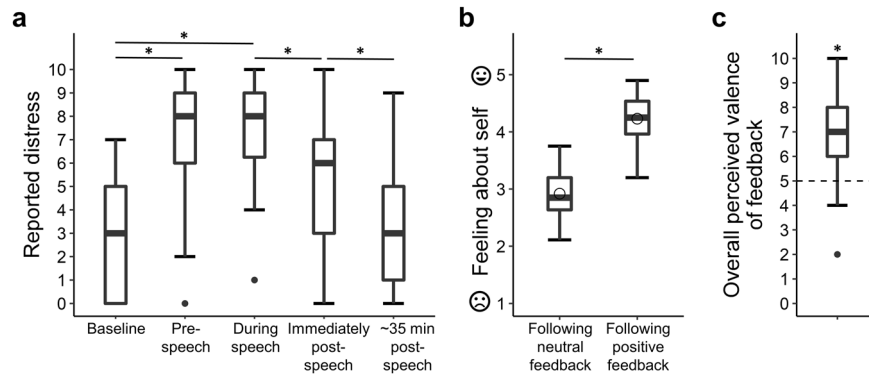 a
*
*
*
*
Reported distress
10
9
8
7
6
5
4
3
2
1
0
Baseline
Pre-
speech
During
speech
Immediately
post-
speech
~35 min
post-
speech
b
*
Feeling about self
5
4
3
2
1
Following
neutral
feedback
Following
positive
feedback
c
*
Overall perceived valence
of feedback
10
9
8
7
6
5
4
3
2
1
0